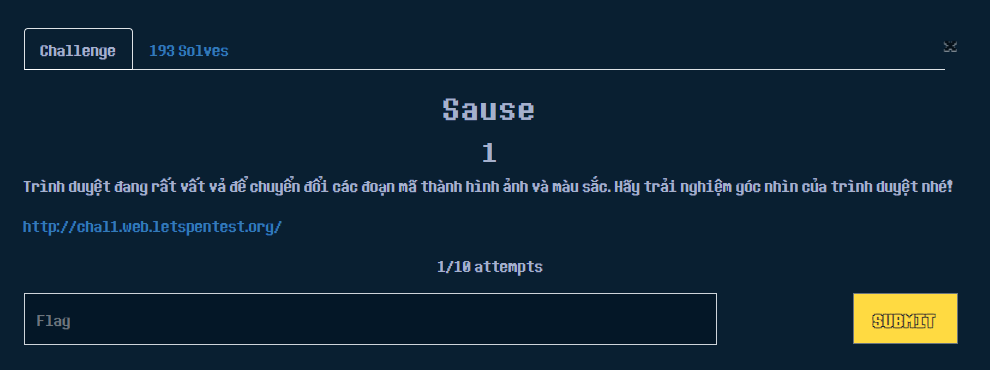 Challenge
193 Solves
×
Sause
1
Trình duyệt đang rất vất vả để chuyển đổi các đoạn mã thành hình ảnh và màu sắc. Hãy trải nghiệm góc nhìn của trình duyệt nhé!
http://chal1.web.letspentest.org/
1/10 attempts
Flag
SUBMIT